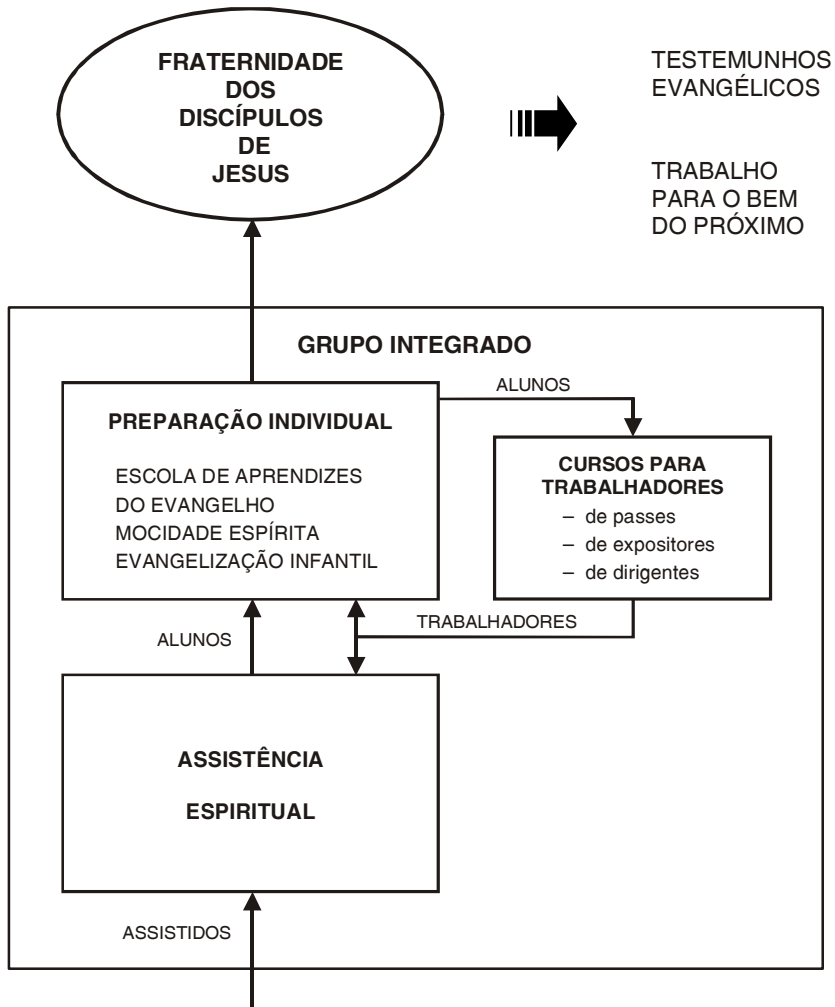 FRATERNIDADE
DOS
DISCÍPULOS
DE
JESUS
TESTEMUNHOS
EVANGÉLICOS
TRABALHO
PARA O BEM
DO PRÓXIMO
GRUPO INTEGRADO
PREPARAÇÃO INDIVIDUAL
ESCOLA DE APRENDIZES
DO EVANGELHO
MOCIDADE ESPÍRITA
EVANGELIZAÇÃO INFANTIL
ALUNOS
CURSOS PARA
TRABALHADORES
– de passes
– de expositores
– de dirigentes
ALUNOS
TRABALHADORES
ASSISTÊNCIA
ESPIRITUAL
ASSISTIDOS